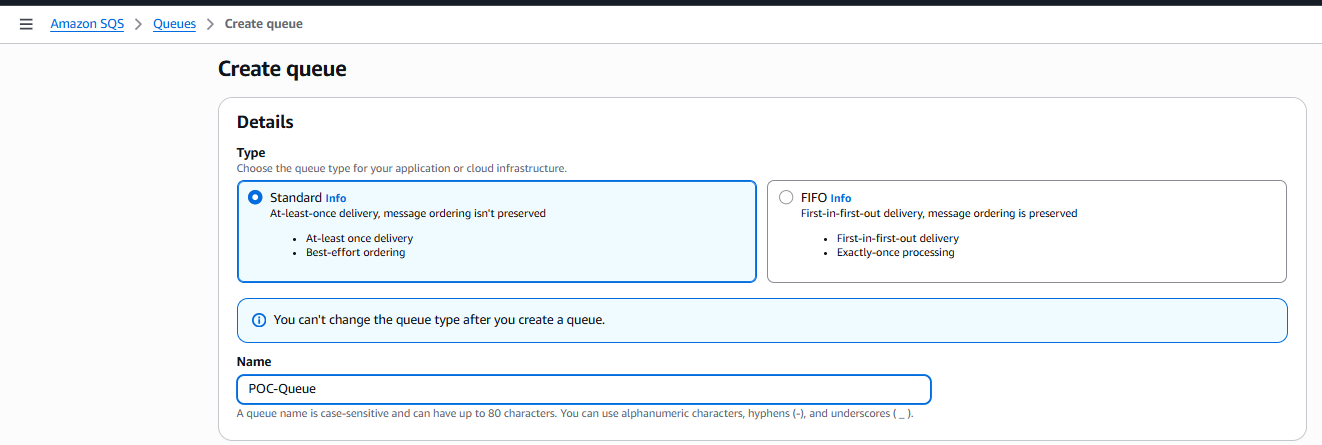 Amazon SQS > Queues > Create queue
Create queue
Details
Type
Choose the queue type for your application or cloud infrastructure.
Standard Info
At-least-once delivery, message ordering isn't preserved
• At-least once delivery
• Best-effort ordering
FIFO Info
First-in-first-out delivery, message ordering is preserved
• First-in-first-out delivery
• Exactly-once processing
You can't change the queue type after you create a queue.
Name
POC-Queue
A queue name is case-sensitive and can have up to 80 characters. You can use alphanumeric characters, hyphens (-), and underscores ( _ ).